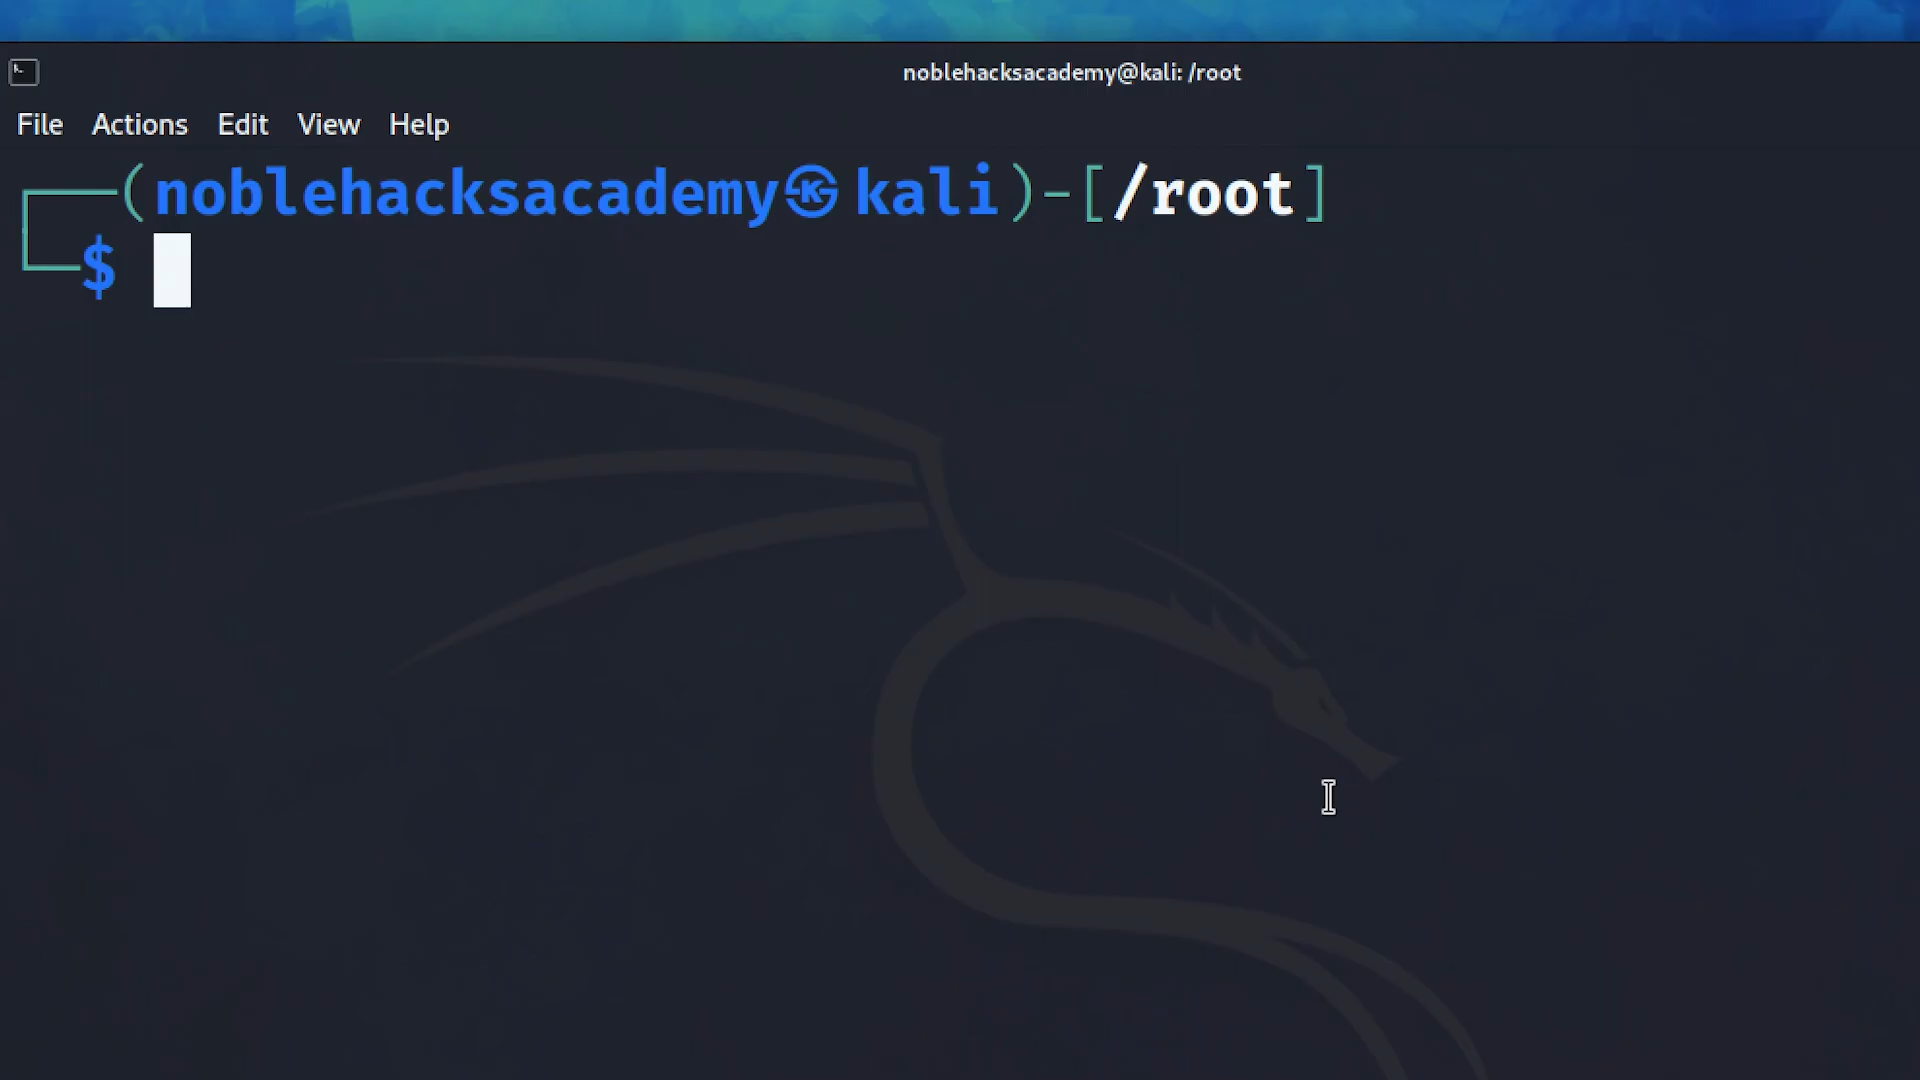 noblehacksacademy@kali: /root
File Actions Edit View Help
┌──(noblehacksacademy㉿kali)-[/root]
└─$